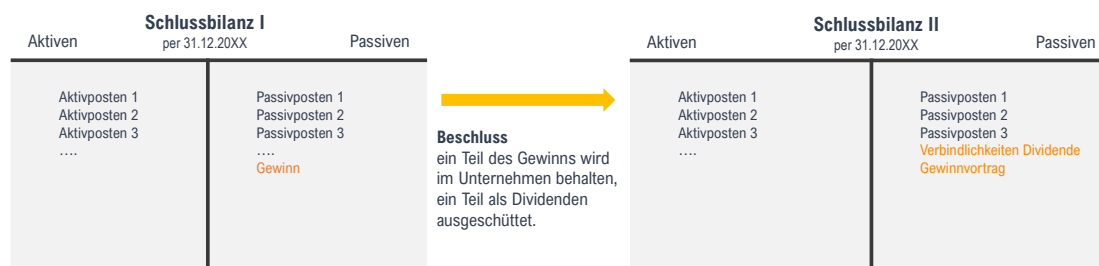 Schlussbilanz I
Aktiven per 31.12.20XX Passiven
Aktivposten 1
Aktivposten 2
Aktivposten 3
….
Passivposten 1
Passivposten 2
Passivposten 3
….
Gewinn
Beschluss
ein Teil des Gewinns wird
im Unternehmen behalten,
ein Teil als Dividenden
ausgeschüttet.
Schlussbilanz II
Aktiven per 31.12.20XX Passiven
Aktivposten 1
Aktivposten 2
Aktivposten 3
….
Passivposten 1
Passivposten 2
Passivposten 3
Verbindlichkeiten Dividende
Gewinnvortrag